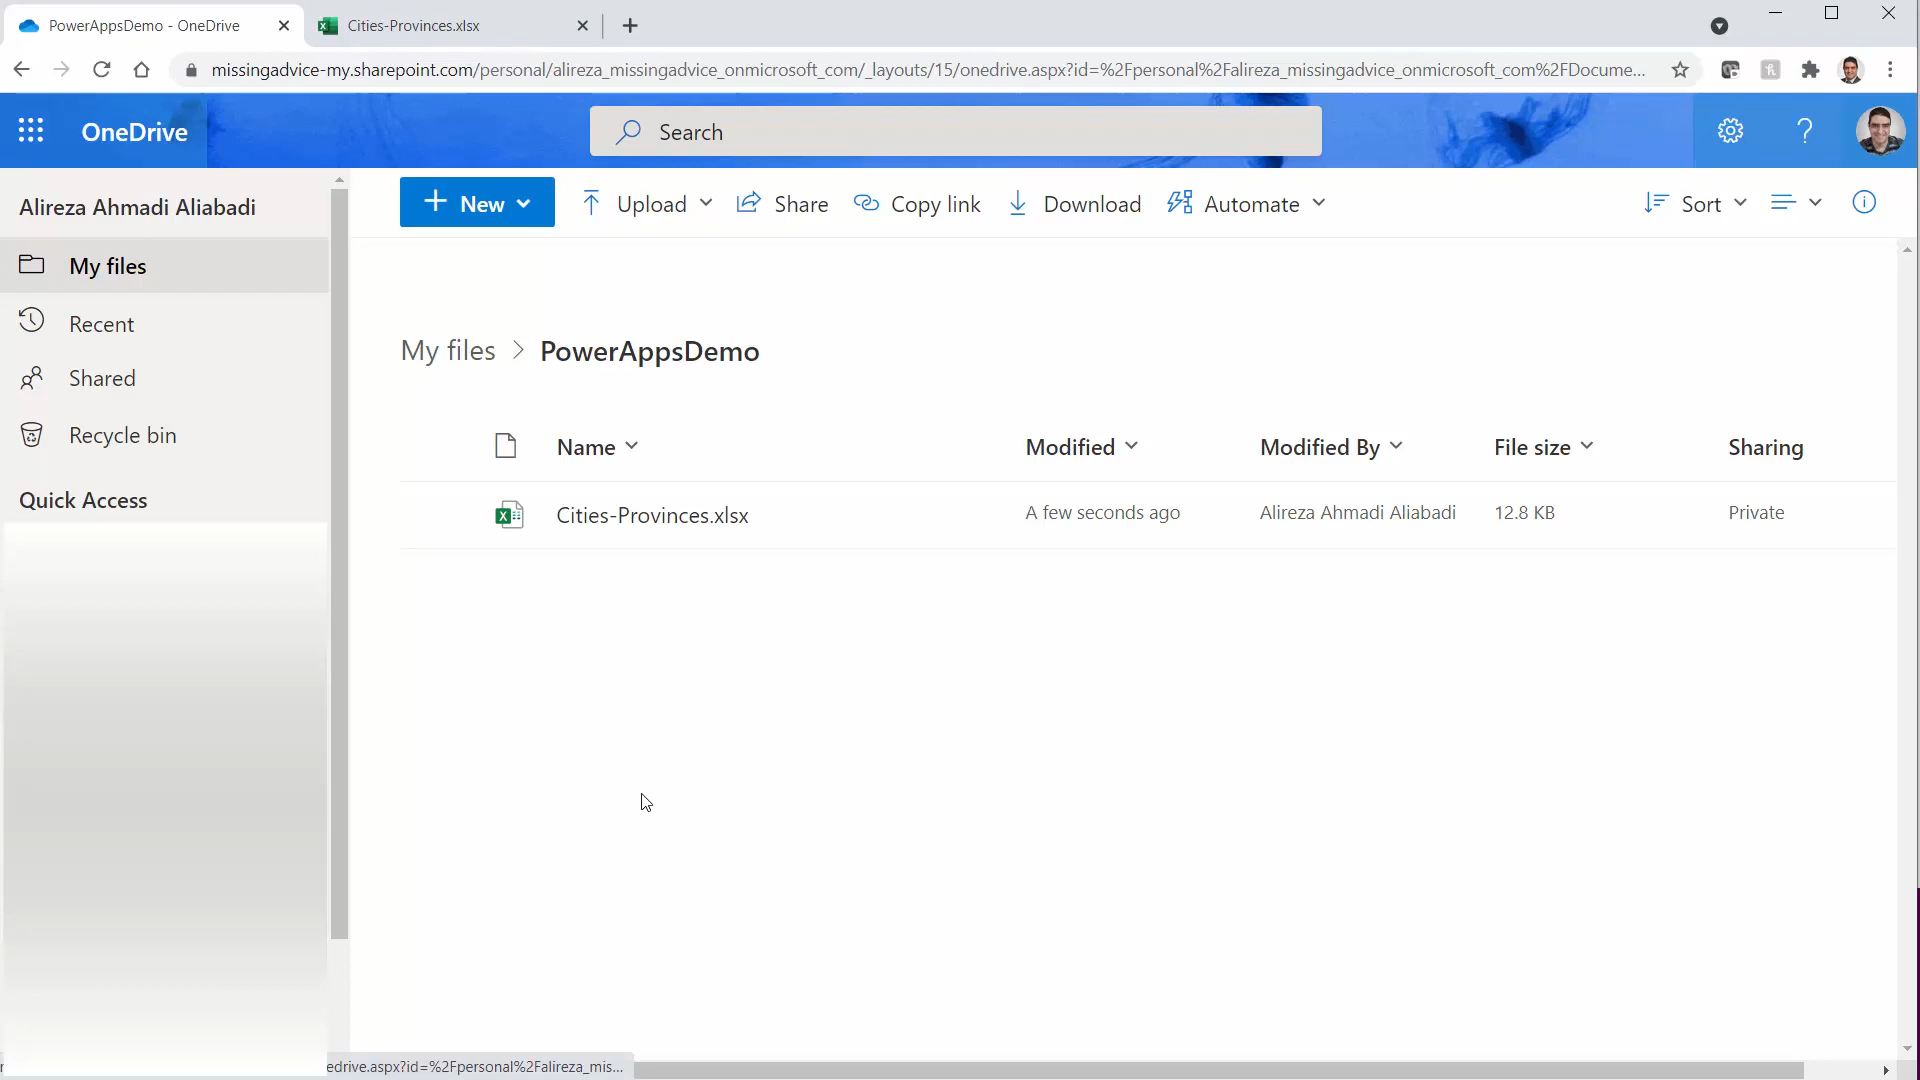 PowerAppsDemo - OneDrive
Cities-Provinces.xlsx
missingadvice-my.sharepoint.com/personal/alireza_missingadvice_onmicrosoft_com/_layouts/15/onedrive.aspx?id=%2Fpersonal%2Falireza_missingadvice_onmicrosoft_com%2FDocume...
OneDrive
Search
Alireza Ahmadi Aliabadi
New
Upload
Share
Copy link
Download
Automate
Sort
My files
Recent
Shared
Recycle bin
Quick Access
My files > PowerAppsDemo
Name Modified Modified By File size Sharing
Cities-Provinces.xlsx A few seconds ago Alireza Ahmadi Aliabadi 12.8 KB Private
edrive.aspx?id=%2Fpersonal%2Falireza_mis...